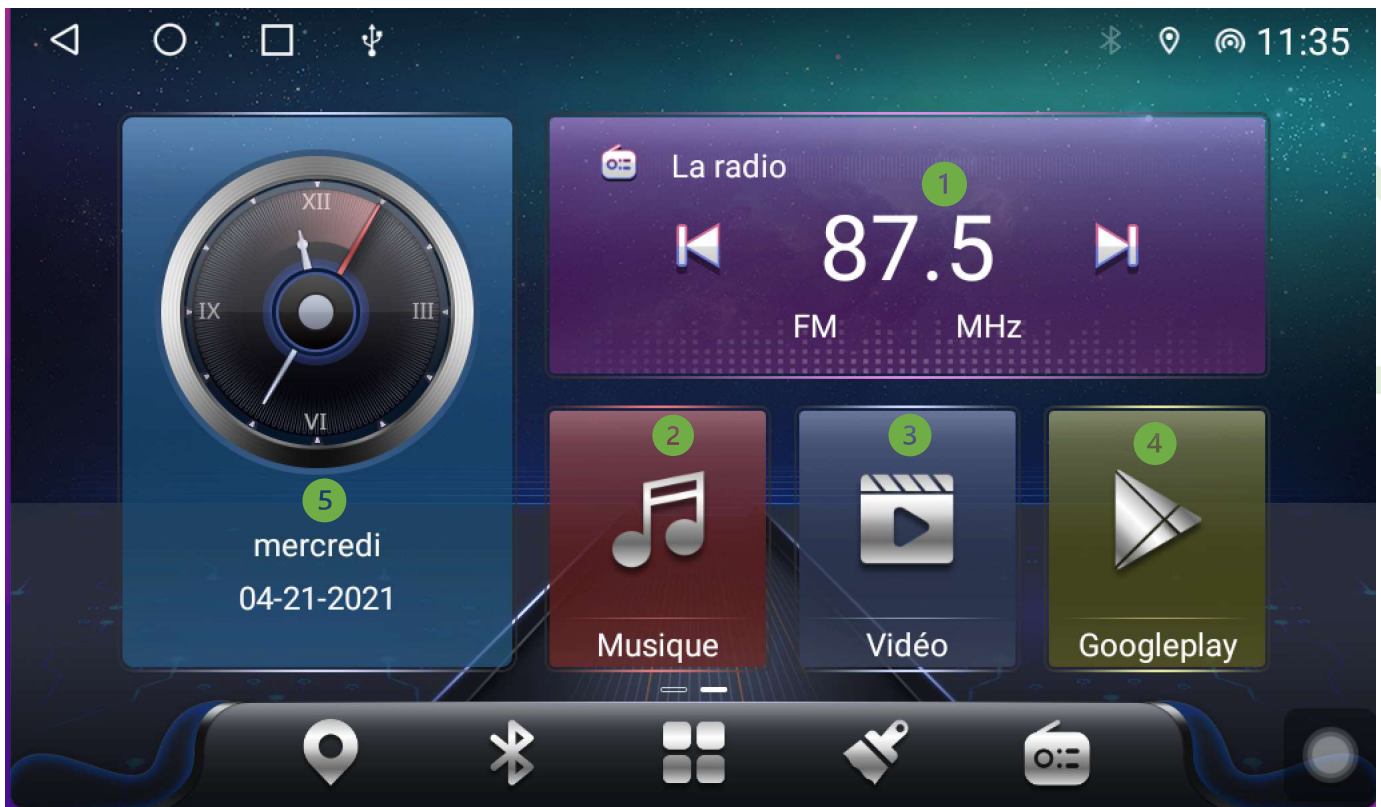 11:35
XII
III
VI
IX
5
mercredi
04-21-2021
La radio
1
87.5
FM MHz
2
Musique
3
Vidéo
4
Googleplay